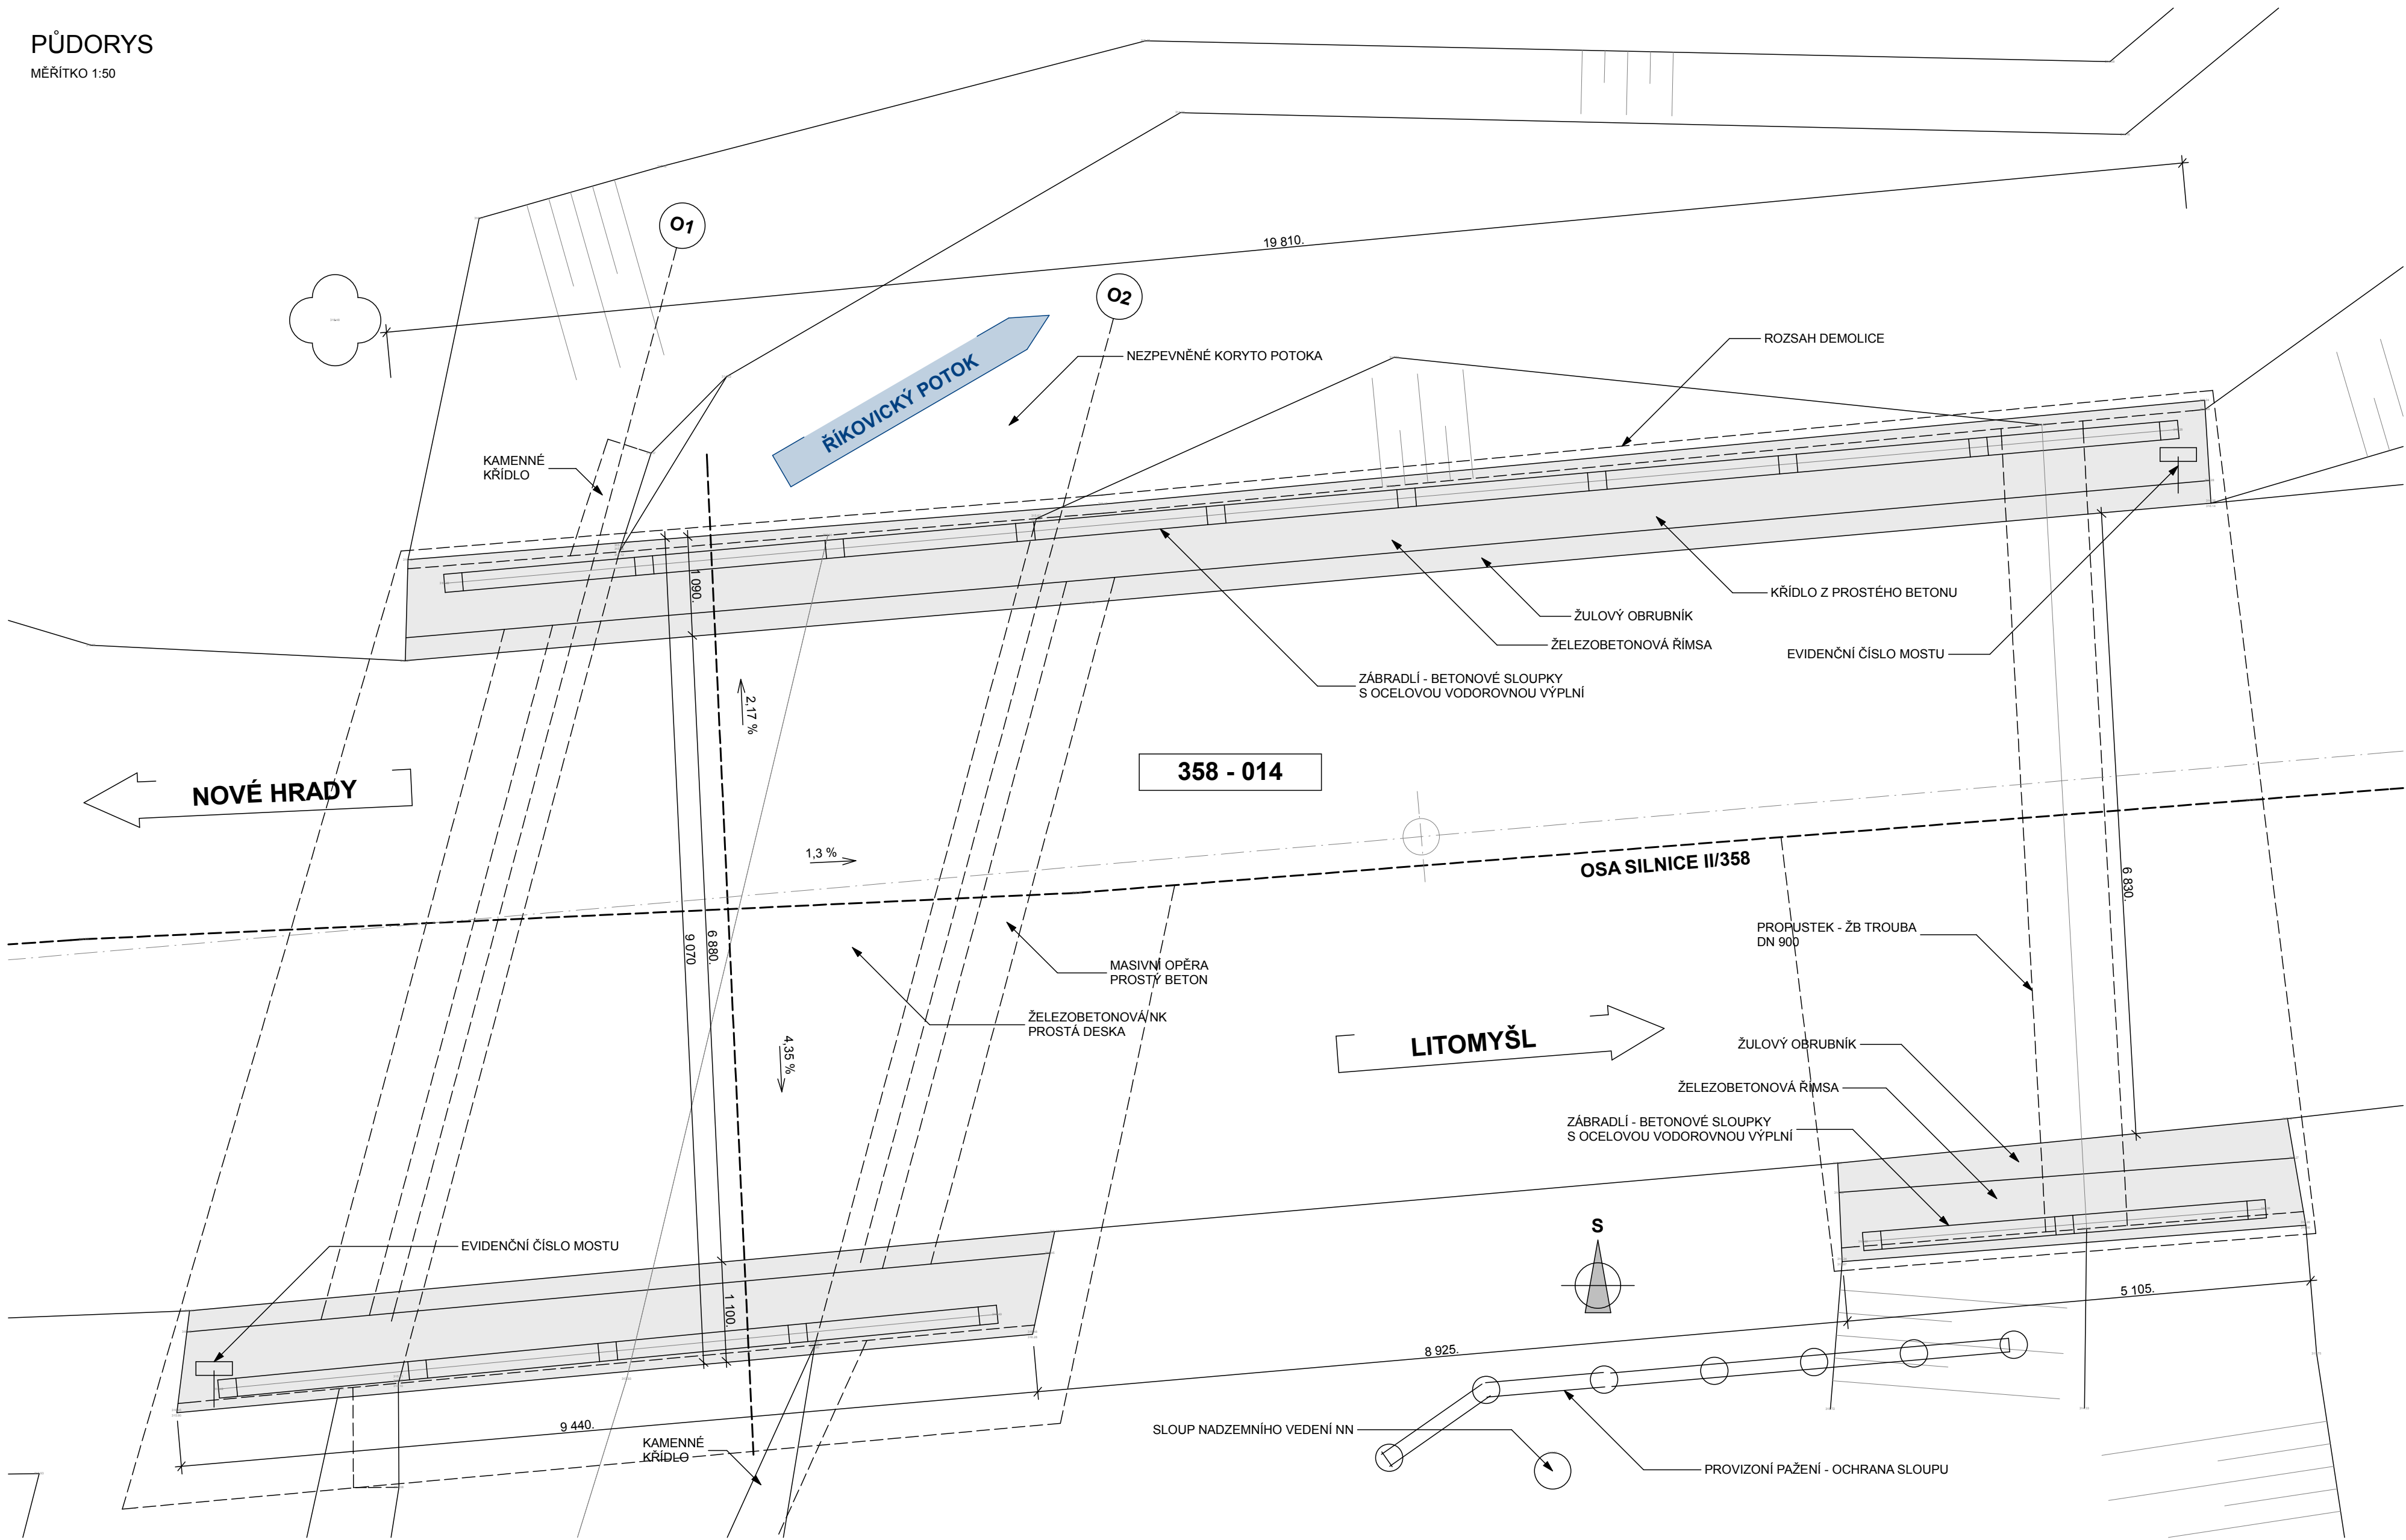 PŮDORYS
MĚŘÍTKO 1:50
O1
19 810.
O2
ŘÍKOVICKÝ POTOK
NEZPEVNĚNÉ KORYTO POTOKA
ROZSAH DEMOLICE
KAMENNÉ
KŘÍDLO
1 090.
KŘÍDLO Z PROSTÉHO BETONU
ŽULOVÝ OBRUBNÍK
ŽELEZOBETONOVÁ ŘÍMSA
EVIDENČNÍ ČÍSLO MOSTU
ZÁBRADLÍ - BETONOVÉ SLOUPKY
S OCELOVOU VODOROVNOU VÝPLNÍ
2,17 %
358 - 014
NOVÉ HRADY
1,3 %
OSA SILNICE II/358
6 830.
9 070
6 880.
PROPUSTEK - ŽB TROUBA
DN 900
MASIVNÍ OPĚRA
PROSTÝ BETON
ŽELEZOBETONOVÁ NK
PROSTÁ DESKA
4,35 %
LITOMYŠL
ŽULOVÝ OBRUBNÍK
ŽELEZOBETONOVÁ ŘÍMSA
ZÁBRADLÍ - BETONOVÉ SLOUPKY
S OCELOVOU VODOROVNOU VÝPLNÍ
S
EVIDENČNÍ ČÍSLO MOSTU
1 100.
5 105.
8 925.
9 440.
SLOUP NADZEMNÍHO VEDENÍ NN
KAMENNÉ
KŘÍDLO
PROVIZONÍ PAŽENÍ - OCHRANA SLOUPU